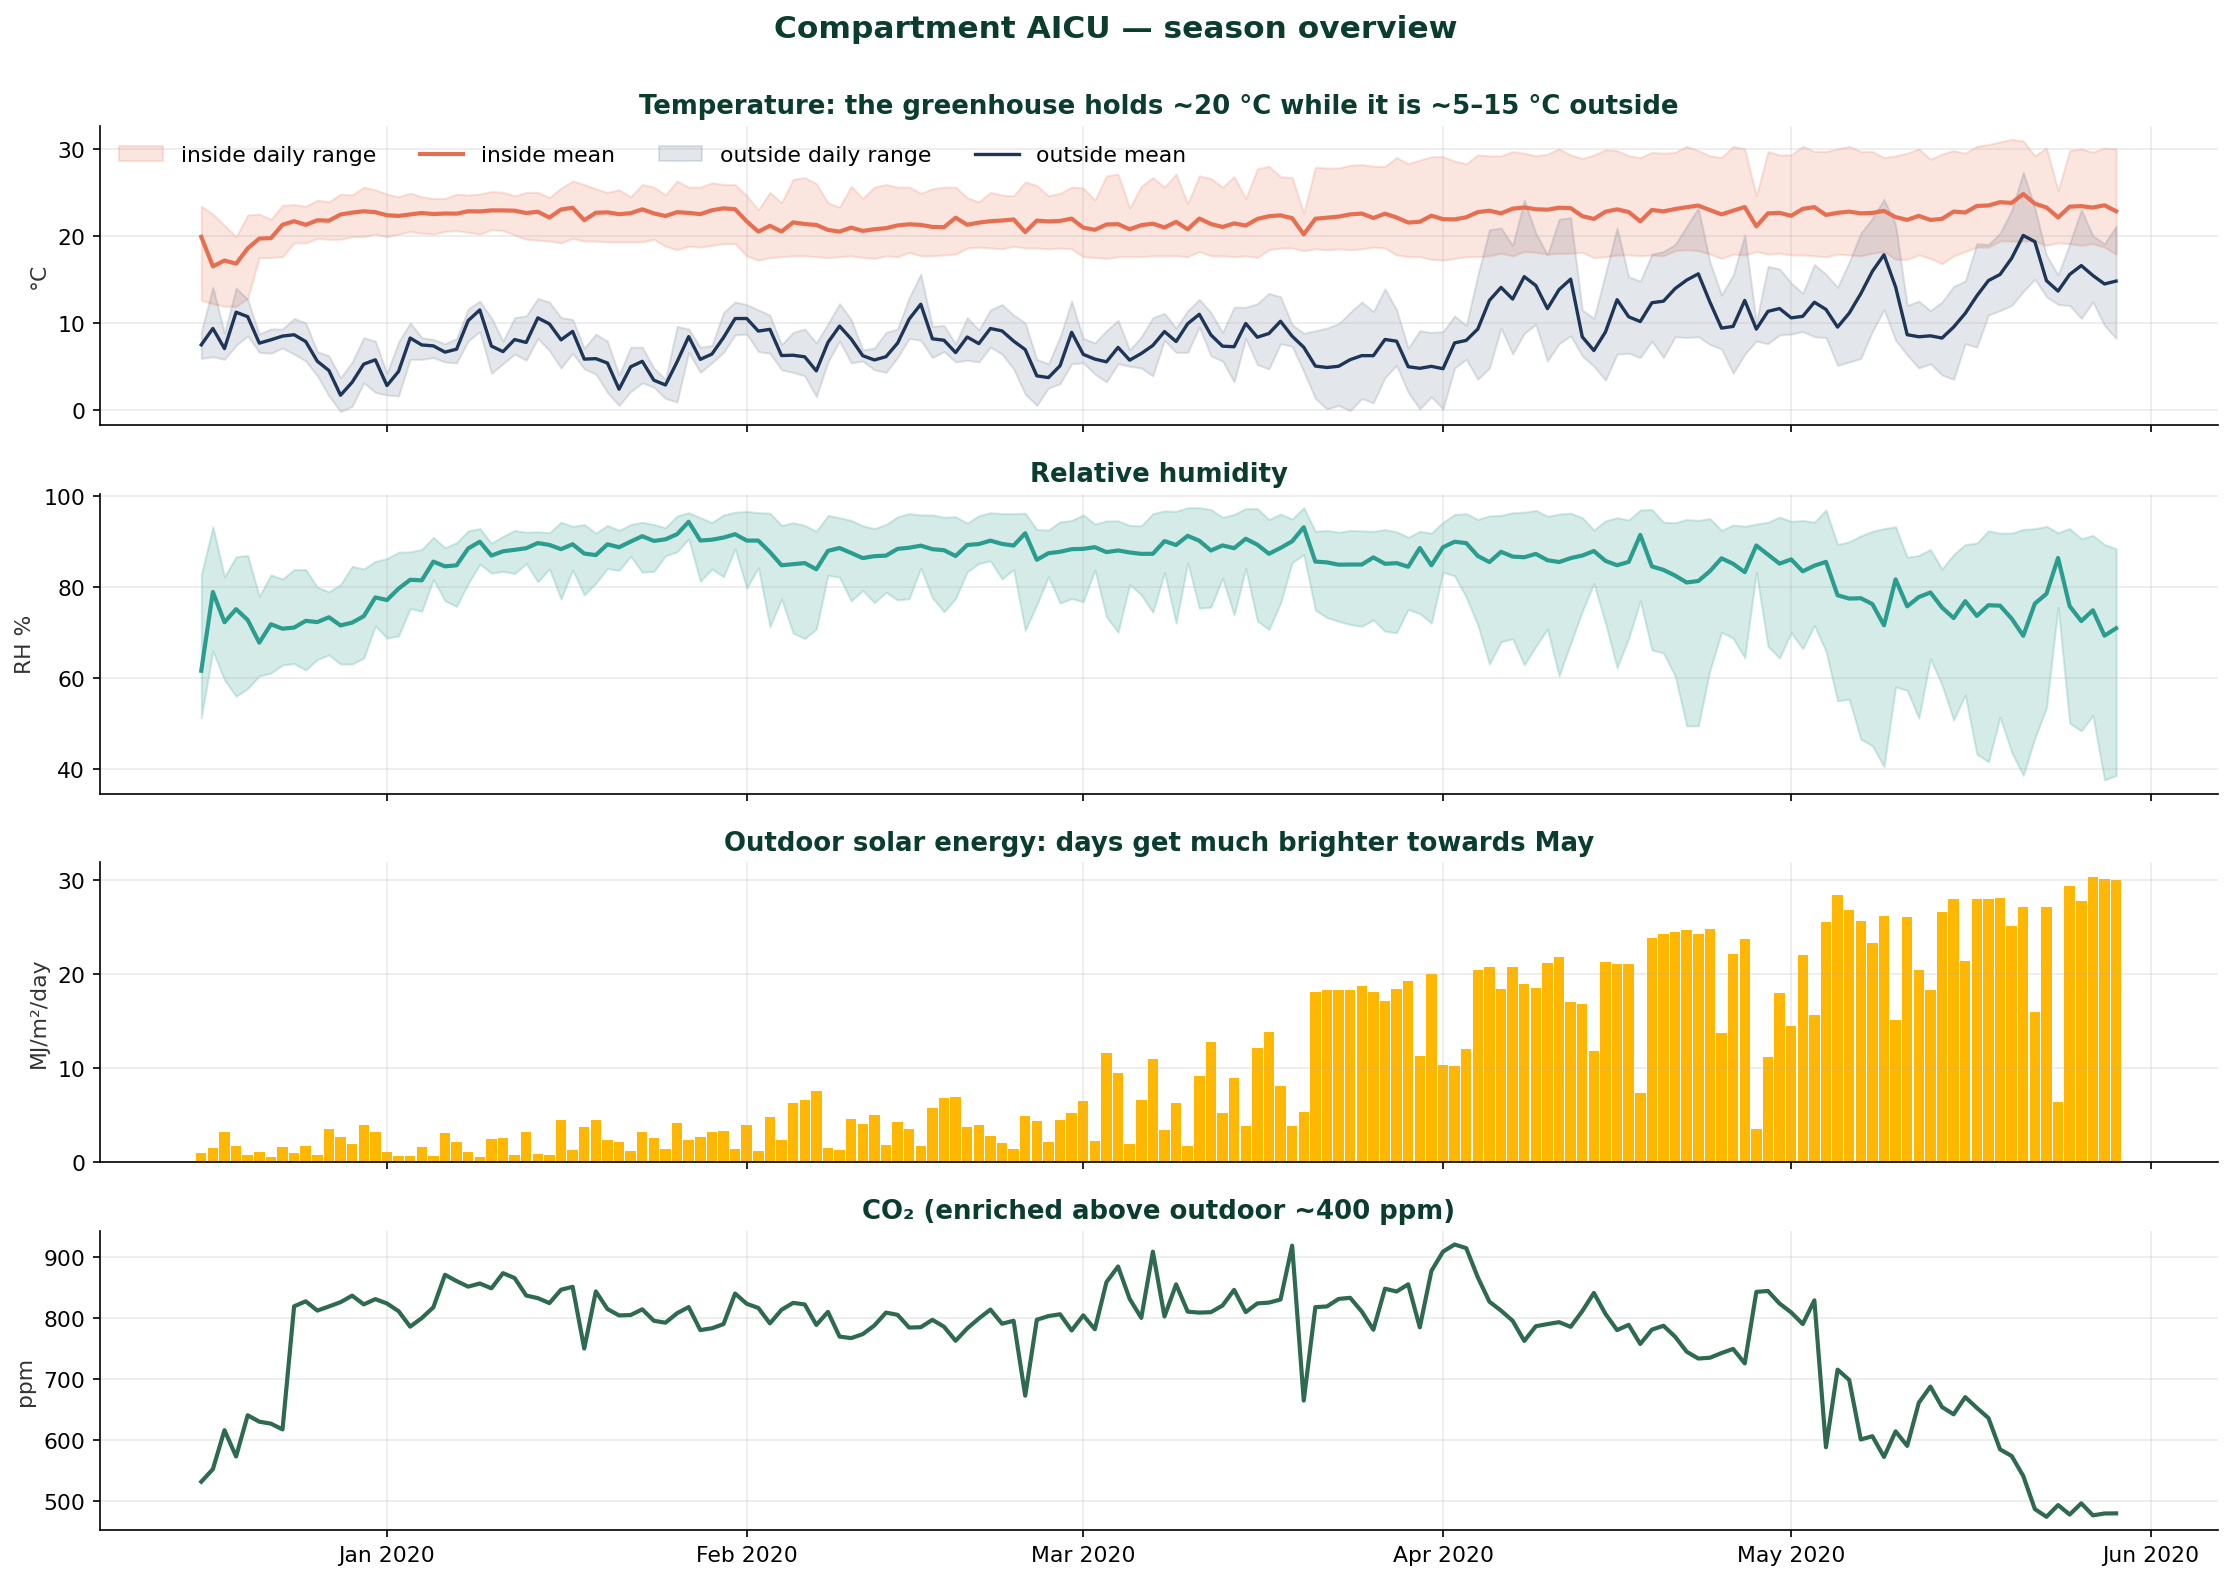 Compartment AICU — season overview
Temperature: the greenhouse holds ~20 °C while it is ~5–15 °C outside
inside daily range inside mean outside daily range outside mean
°C
30
20
10
0
Relative humidity
RH %
100
80
60
40
Outdoor solar energy: days get much brighter towards May
MJ/m²/day
30
20
10
0
CO₂ (enriched above outdoor ~400 ppm)
ppm
900
800
700
600
500
Jan 2020 Feb 2020 Mar 2020 Apr 2020 May 2020 Jun 2020